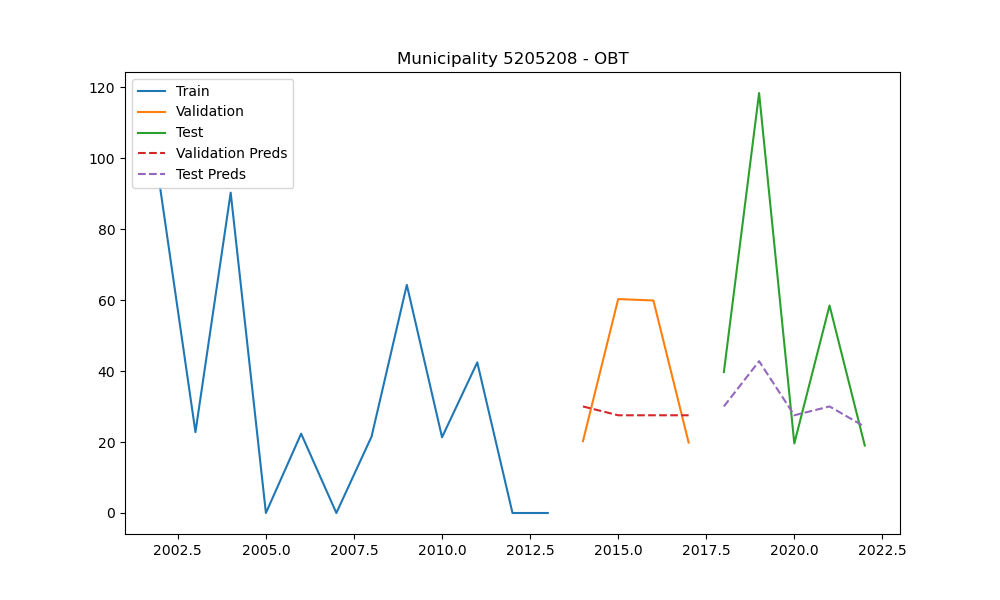 Municipality 5205208 - OBT
Train
Validation
Test
Validation Preds
Test Preds
120
100
80
60
40
20
0
2002.5 2005.0 2007.5 2010.0 2012.5 2015.0 2017.5 2020.0 2022.5